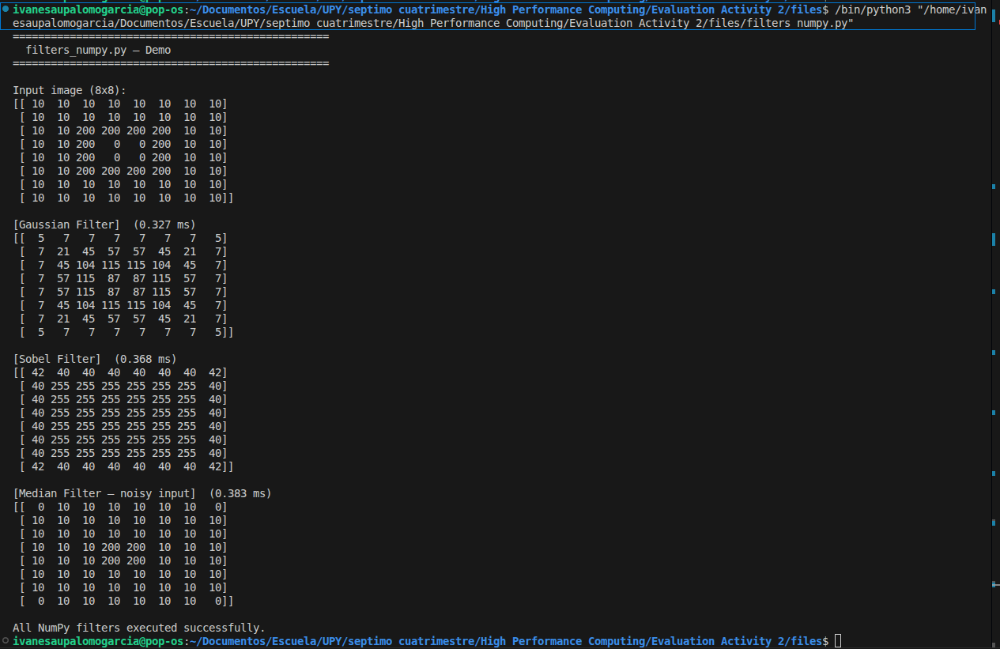 ivanesaupalomogarcia@pop-os:~/Documentos/Escuela/UPY/septimo cuatrimestre/High Performance Computing/Evaluation Activity 2/files$ /bin/python3 "/home/ivan
esaupalomogarcia/Documentos/Escuela/UPY/septimo cuatrimestre/High Performance Computing/Evaluation Activity 2/files/filters numpy.py"
==================================================
  filters_numpy.py — Demo
==================================================

Input image (8x8):
[[ 10  10  10  10  10  10  10  10]
 [ 10  10  10  10  10  10  10  10]
 [ 10  10 200 200 200 200  10  10]
 [ 10  10 200   0   0 200  10  10]
 [ 10  10 200   0   0 200  10  10]
 [ 10  10 200 200 200 200  10  10]
 [ 10  10  10  10  10  10  10  10]
 [ 10  10  10  10  10  10  10  10]]

[Gaussian Filter]  (0.327 ms)
[[  5   7   7   7   7   7   7   5]
 [  7  21  45  57  57  45  21   7]
 [  7  45 104 115 115 104  45   7]
 [  7  57 115  87  87 115  57   7]
 [  7  57 115  87  87 115  57   7]
 [  7  45 104 115 115 104  45   7]
 [  7  21  45  57  57  45  21   7]
 [  5   7   7   7   7   7   7   5]]

[Sobel Filter]  (0.368 ms)
[[ 42  40  40  40  40  40  40  42]
 [ 40 255 255 255 255 255 255  40]
 [ 40 255 255 255 255 255 255  40]
 [ 40 255 255 255 255 255 255  40]
 [ 40 255 255 255 255 255 255  40]
 [ 40 255 255 255 255 255 255  40]
 [ 40 255 255 255 255 255 255  40]
 [ 42  40  40  40  40  40  40  42]]

[Median Filter — noisy input]  (0.383 ms)
[[  0  10  10  10  10  10  10   0]
 [ 10  10  10  10  10  10  10  10]
 [ 10  10  10  10  10  10  10  10]
 [ 10  10  10 200 200  10  10  10]
 [ 10  10  10 200 200  10  10  10]
 [ 10  10  10  10  10  10  10  10]
 [ 10  10  10  10  10  10  10  10]
 [  0  10  10  10  10  10  10   0]]

All NumPy filters executed successfully.
ivanesaupalomogarcia@pop-os:~/Documentos/Escuela/UPY/septimo cuatrimestre/High Performance Computing/Evaluation Activity 2/files$